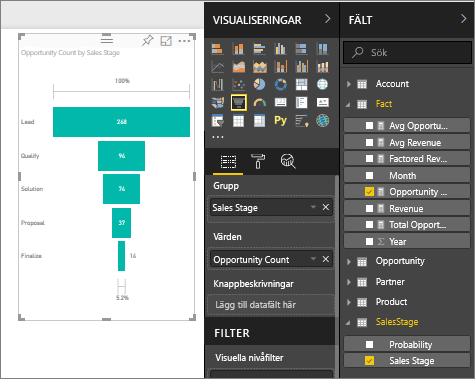 Opportunity Count by Sales Stage
100%
Lead 268
Qualify 94
Solution 74
Proposal 37
Finalize 14
5.2%
VISUALISERINGAR
Py
R
Grupp
Sales Stage
Värden
Opportunity Count
Knappbeskrivningar
Lägg till datafält här
FILTER
Visuella nivåfilter
FÄLT
Sök
Account
Fact
Avg Opportu...
Avg Revenue
Factored Rev...
Month
Opportunity ...
Revenue
Total Opport...
Σ Year
Opportunity
Partner
Product
SalesStage
Probability
Sales Stage